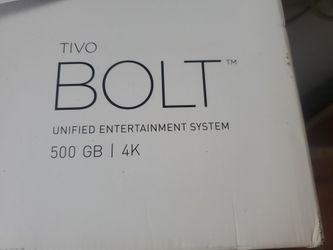 TIVO
BOLT™
UNIFIED ENTERTAINMENT SYSTEM
500 GB | 4K